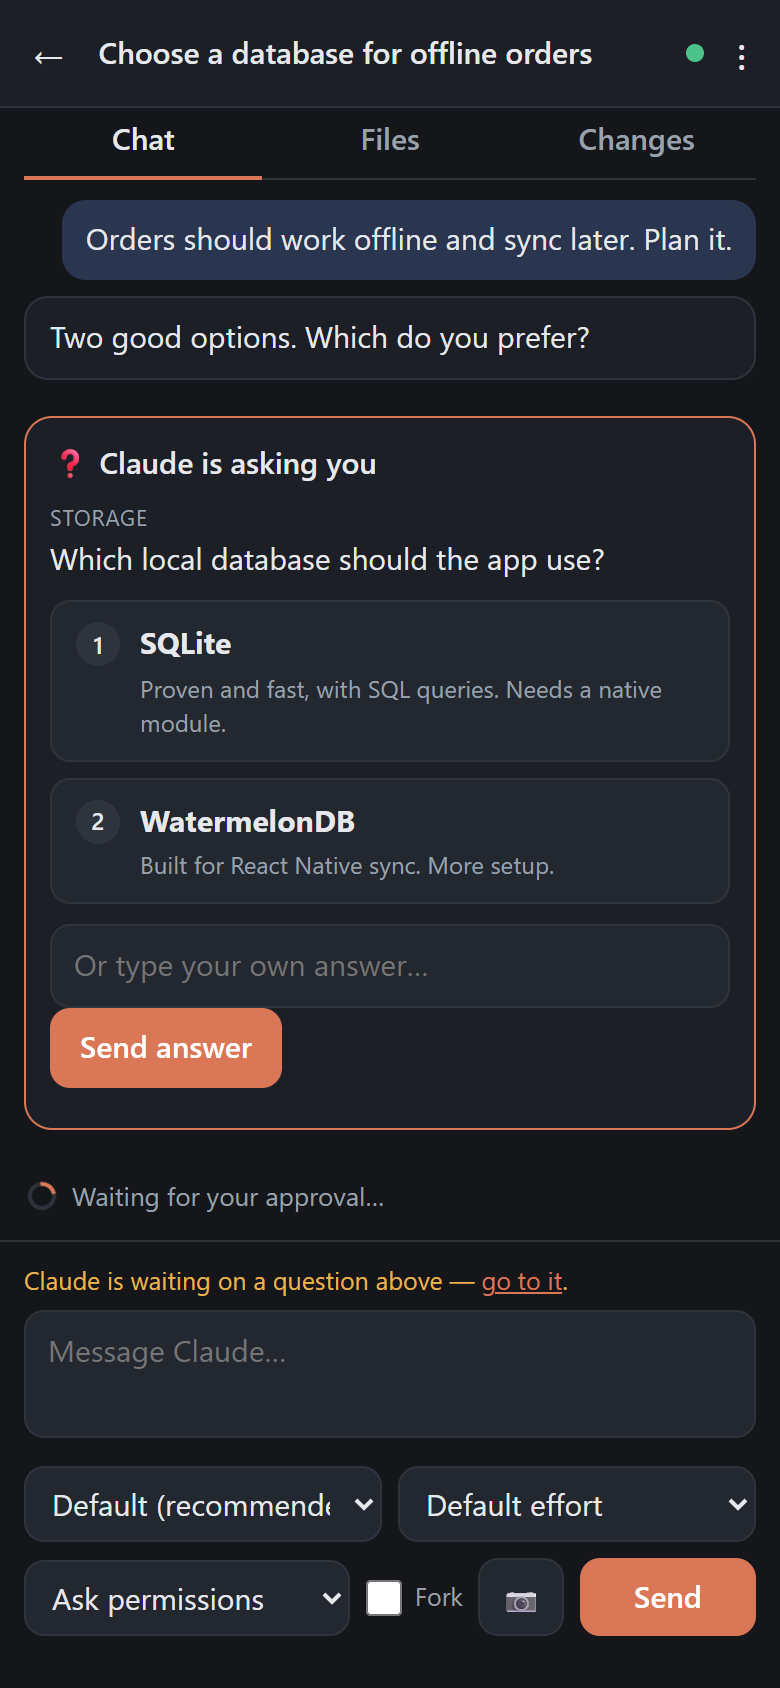 Choose a database for offline orders
Chat
Files
Changes
Orders should work offline and sync later. Plan it.
Two good options. Which do you prefer?
❓ Claude is asking you
STORAGE
Which local database should the app use?
1 SQLite
Proven and fast, with SQL queries. Needs a native
module.
2 WatermelonDB
Built for React Native sync. More setup.
Or type your own answer...
Send answer
Waiting for your approval...
Claude is waiting on a question above — go to it.
Message Claude...
Default (recommende
Default effort
Ask permissions
Fork
Send